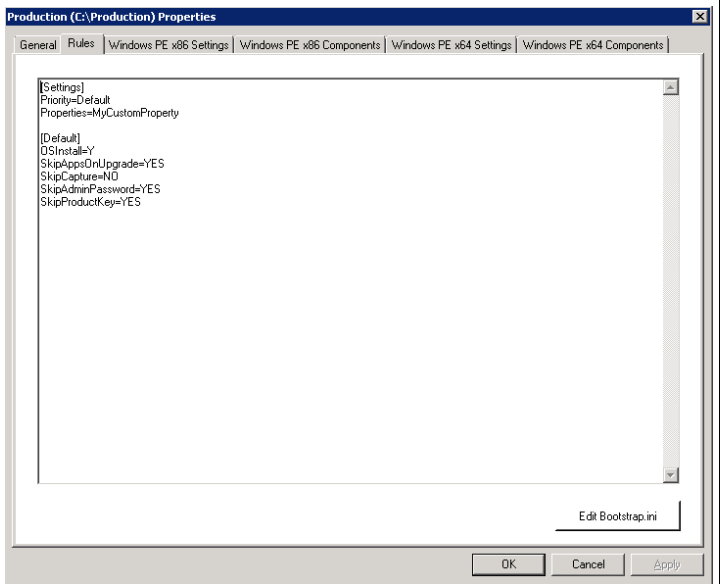 Production (C:\Production) Properties
General
Rules
Windows PE x86 Settings
Windows PE x86 Components
Windows PE x64 Settings
Windows PE x64 Components
[Settings]
Priority=Default
Properties=MyCustomProperty
[Default]
OSInstall=Y
SkipAppsOnUpgrade=YES
SkipCapture=NO
SkipAdminPassword=YES
SkipProductKey=YES
Edit Bootstrap.ini
OK
Cancel
Apply